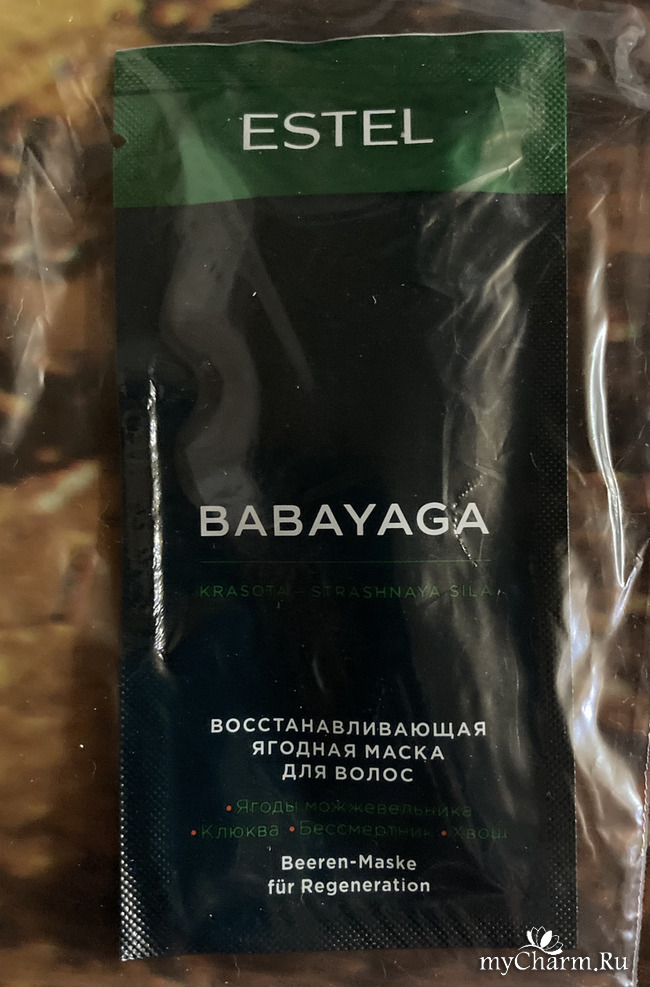 ESTEL
BABAYAGA
KRASOTA - STRASHNAYA SILA
ВОССТАНАВЛИВАЮЩАЯ
ЯГОДНАЯ МАСКА
ДЛЯ ВОЛОС
•Ягоды можжевельника
•Клюква •Бессмертник •Хвощ
Beeren-Maske
für Regeneration
myCharm.Ru